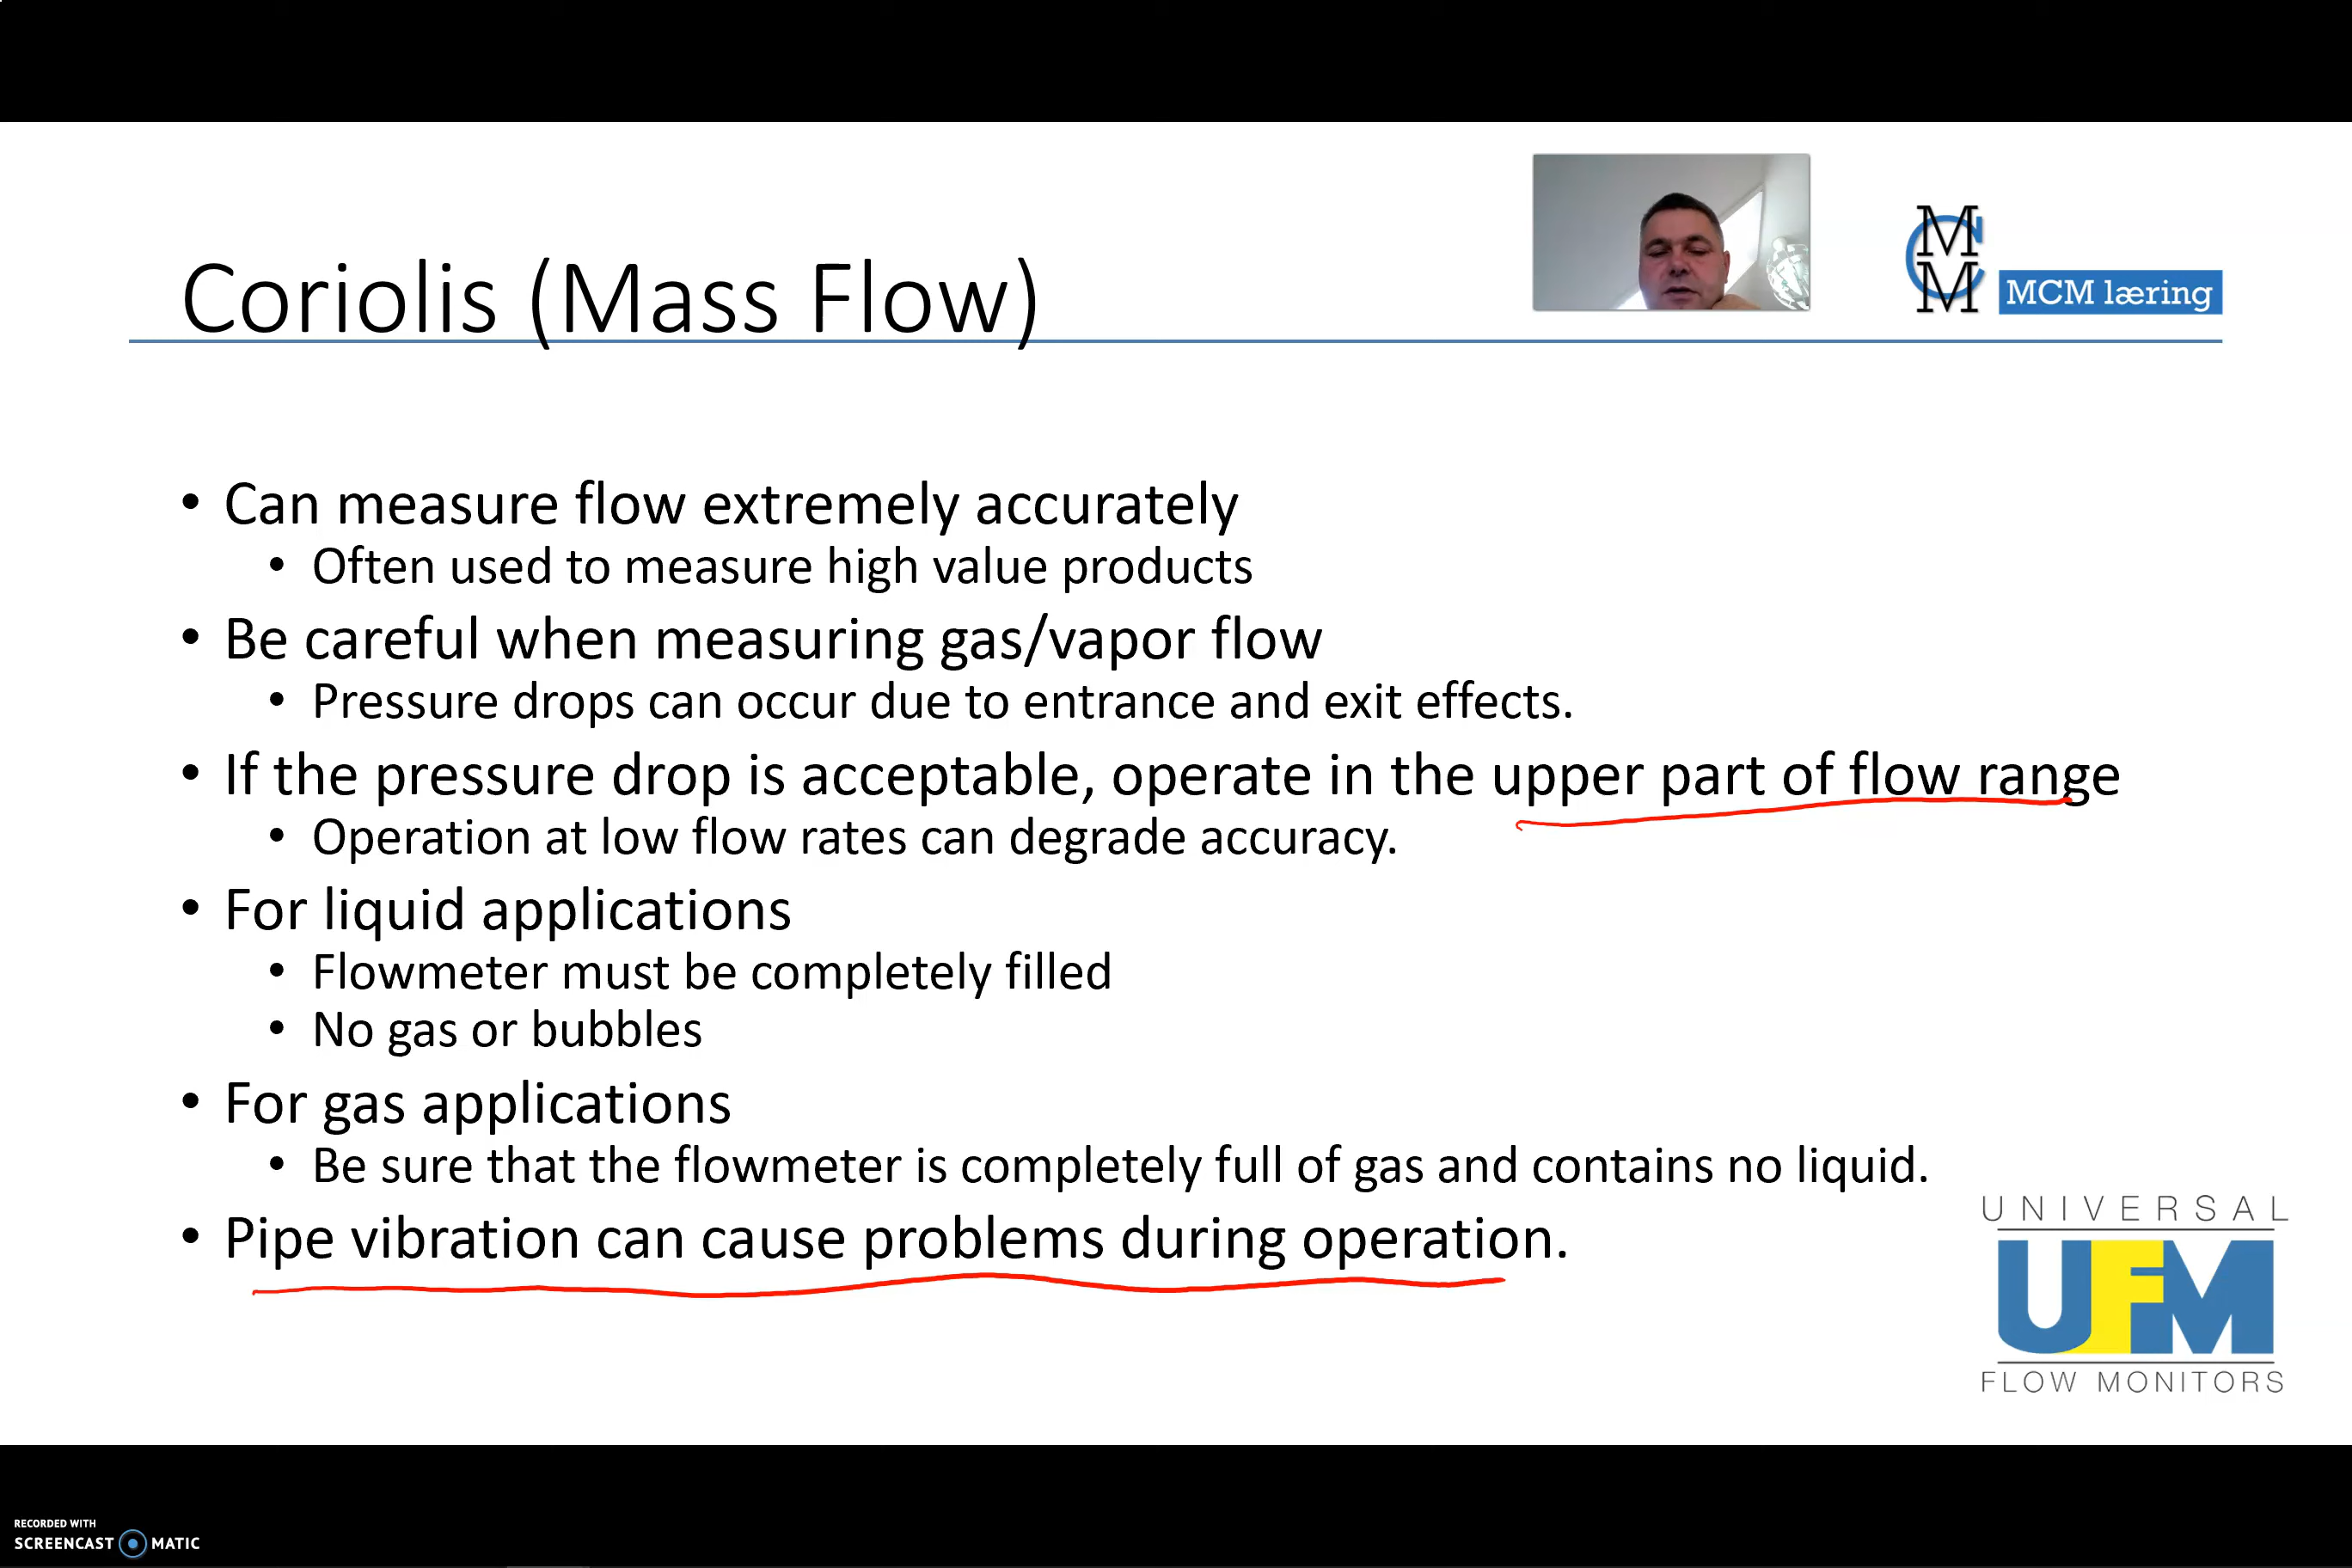 MCM
MCM læring
Coriolis (Mass Flow)
• Can measure flow extremely accurately
• Often used to measure high value products
• Be careful when measuring gas/vapor flow
• Pressure drops can occur due to entrance and exit effects.
• If the pressure drop is acceptable, operate in the upper part of flow range
• Operation at low flow rates can degrade accuracy.
• For liquid applications
• Flowmeter must be completely filled
• No gas or bubbles
• For gas applications
• Be sure that the flowmeter is completely full of gas and contains no liquid.
• Pipe vibration can cause problems during operation.
UNIVERSAL
UFM
FLOW MONITORS
RECORDED WITH
SCREENCAST MATIC